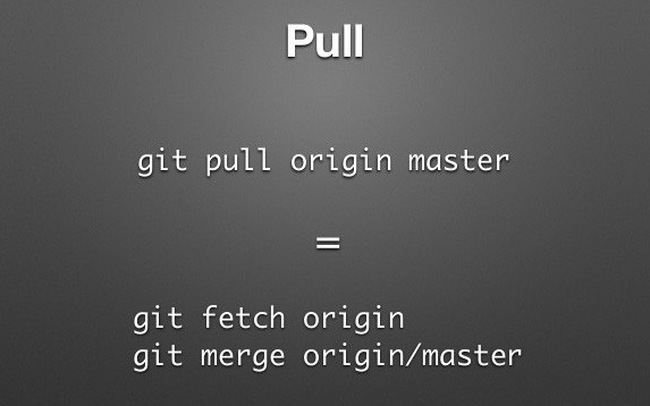 Pull
git pull origin master
=
git fetch origin
git merge origin/master